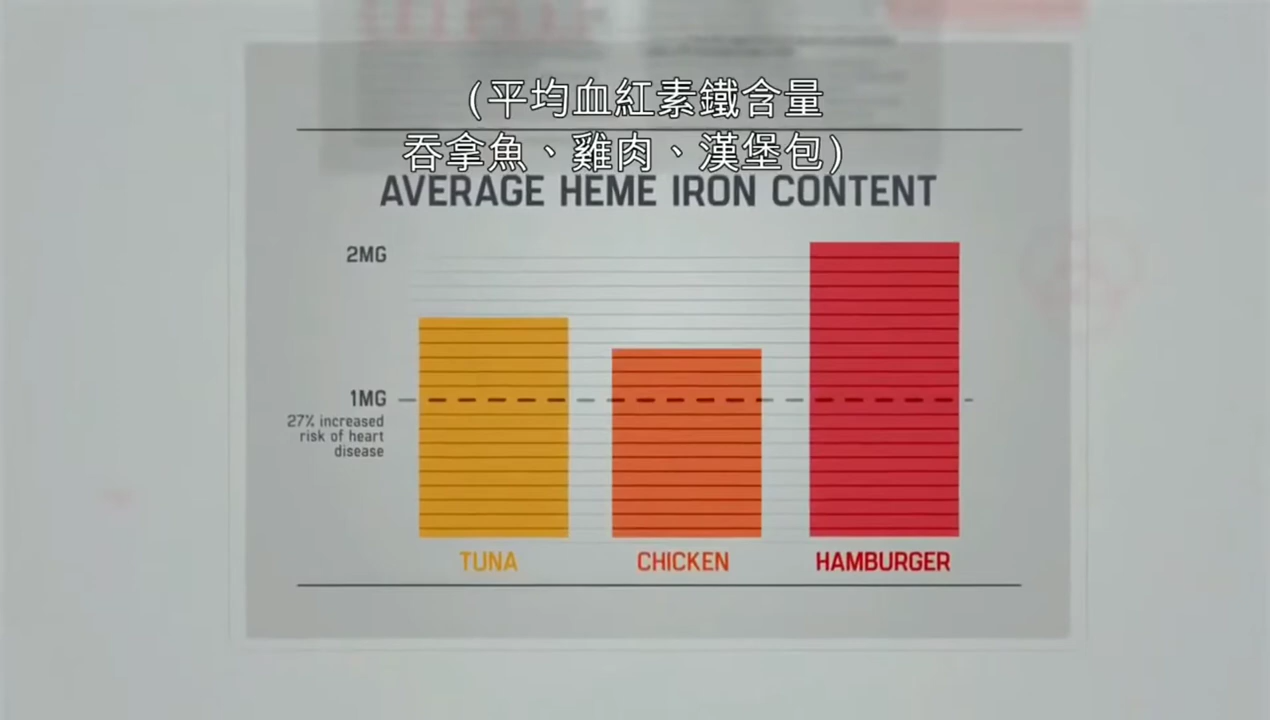 (平均血紅素鐵含量
吞拿魚、雞肉、漢堡包)
AVERAGE HEME IRON CONTENT
2MG
1MG
27% increased
risk of heart
disease
TUNA
CHICKEN
HAMBURGER